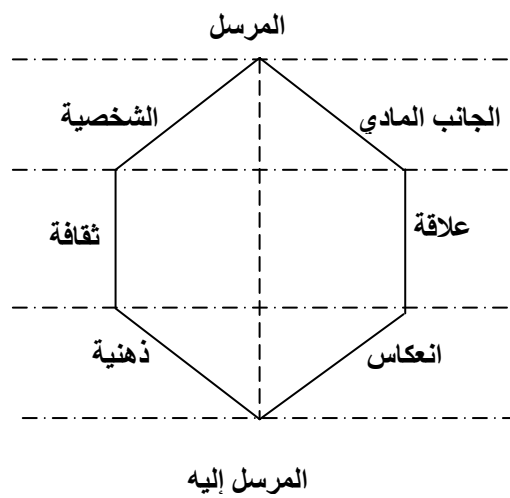 المرسل
الجانب المادي
الشخصية
علاقة
ثقافة
انعكاس
ذهنية
المرسل إليه